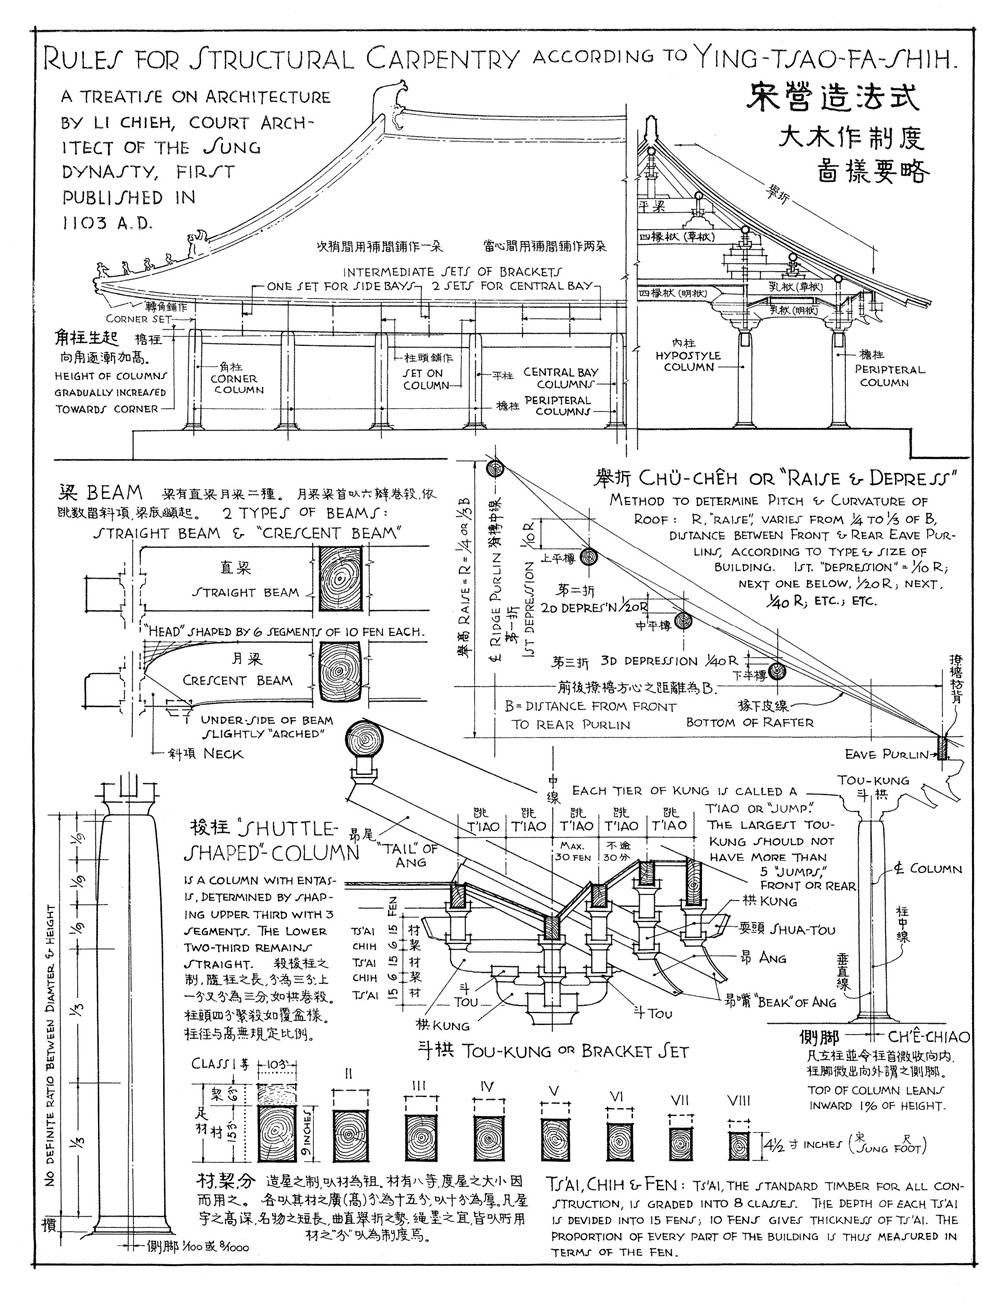 RULES FOR STRUCTURAL CARPENTRY ACCORDING TO YING-TSAO-FA-SHIH.
A TREATISE ON ARCHITECTURE
BY LI CHIEH, COURT ARCH-
ITECT OF THE SUNG
DYNASTY, FIRST
PUBLISHED IN
1103 A.D.
宋營造法式
大木作制度
圖樣要略
舉折
平梁
四椽栿(草栿)
四椽栿(明栿)
乳栿(草栿)
乳栿(明栿)
次梢間用補間鋪作一朶
當心間用補間鋪作两朶
INTERMEDIATE SETS OF BRACKETS
ONE SET FOR SIDE BAYS
2 SETS FOR CENTRAL BAY
轉角鋪作
CORNER SET
角柱生起
向角逐漸加高。
HEIGHT OF COLUMNS
GRADUALLY INCREASED
TOWARDS CORNER
檐柱
角柱
CORNER
COLUMN
柱頭鋪作
SET ON
COLUMN
平柱
CENTRAL BAY
COLUMNS
檐柱
PERIPTERAL
COLUMNS
內柱
HYPOSTYLE
COLUMN
檐柱
PERIPTERAL
COLUMN
梁 BEAM
梁有直梁月梁二種。 月梁梁首以六瓣卷殺,依
跳數留斜項,梁底䫜起。 2 TYPES OF BEAMS:
STRAIGHT BEAM & "CRESCENT BEAM"
直梁
STRAIGHT BEAM
"HEAD" SHAPED BY 6 SEGMENTS OF 10 FEN EACH.
月梁
CRESCENT BEAM
UNDER-SIDE OF BEAM
SLIGHTLY "ARCHED"
斜項 NECK
舉高 RAISE = R = 1/4 OR 1/3 B
℄ RIDGE PURLIN 脊槫中線
第一折
1ST DEPRESSION 1/10 R
上平槫
第二折
2D DEPRES'N 1/20 R
中平槫
第三折 3D DEPRESSION 1/40 R
下平槫
前後撩檐方心之距離為B.
B = DISTANCE FROM FRONT
TO REAR PURLIN
椽下皮線
BOTTOM OF RAFTER
撩檐枋背
EAVE PURLIN
舉折 CHÜ-CHÊH OR "RAISE & DEPRESS"
METHOD TO DETERMINE PITCH & CURVATURE OF
ROOF: R, "RAISE", VARIES FROM 1/4 TO 1/3 OF B,
DISTANCE BETWEEN FRONT & REAR EAVE PUR-
LINS, ACCORDING TO TYPE & SIZE OF
BUILDING. 1ST. "DEPRESSION" = 1/10 R;
NEXT ONE BELOW, 1/20 R; NEXT,
1/40 R; ETC.; ETC.
梭柱 "SHUTTLE-
SHAPED"-COLUMN
IS A COLUMN WITH ENTAS-
IS, DETERMINED BY SHAP-
ING UPPER THIRD WITH 3
SEGMENTS. THE LOWER
TWO-THIRD REMAINS
STRAIGHT. 殺梭柱之
制,隨柱之長,分為三分,上
一分又分為三分,如栱卷殺。
柱頭四分緊殺如覆盆樣。
柱徑与高無規定比例。
NO DEFINITE RATIO BETWEEN DIAMTER & HEIGHT
1/9
1/9
1/9
1/3
1/3
櫍
側脚 1/100 或 8/1000
中線
EACH TIER OF KUNG IS CALLED A
T'IAO OR "JUMP."
THE LARGEST TOU-
KUNG SHOULD NOT
HAVE MORE THAN
5 "JUMPS,"
FRONT OR REAR
跳 T'IAO
跳 T'IAO
跳 T'IAO
跳 T'IAO
跳 T'IAO
MAX. 30 FEN
不逾 30分
昂尾
"TAIL" OF
ANG
FEN
TS'AI 15 材
CHIH 6 栔
TS'AI 15 材
CHIH 6 栔
TS'AI 15 材
栱 KUNG
耍頭 SHUA-TOU
昂 ANG
昂嘴 "BEAK" OF ANG
斗
TOU
斗 TOU
栱 KUNG
斗栱 TOU-KUNG OR BRACKET SET
TOU-KUNG
斗栱
℄ COLUMN
柱中線
垂直線
側脚 CH'Ê-CHIAO
凡立柱並令柱首微收向内,
柱脚微出向外謂之側脚。
TOP OF COLUMN LEANS
INWARD 1% OF HEIGHT.
CLASS I 等
10分
栔 6分
足材
材 15分
9 INCHES
II
III
IV
V
VI
VII
VIII
4 1/2 寸 INCHES (宋 SUNG 尺 FOOT)
材,栔分 造屋之制,以材為祖。材有八等,度屋之大小因
而用之。 各以其材之廣(高)分為十五分,以十分為厚。凡屋
宇之高深,名物之短長,曲直舉折之勢,繩墨之宜,皆以所用
材之"分"以為制度焉。
TS'AI, CHIH & FEN: TS'AI, THE STANDARD TIMBER FOR ALL CON-
STRUCTION, IS GRADED INTO 8 CLASSES. THE DEPTH OF EACH TS'AI
IS DEVIDED INTO 15 FENS; 10 FENS GIVES THICKNESS OF TS'AI. THE
PROPORTION OF EVERY PART OF THE BUILDING IS THUS MEASURED IN
TERMS OF THE FEN.